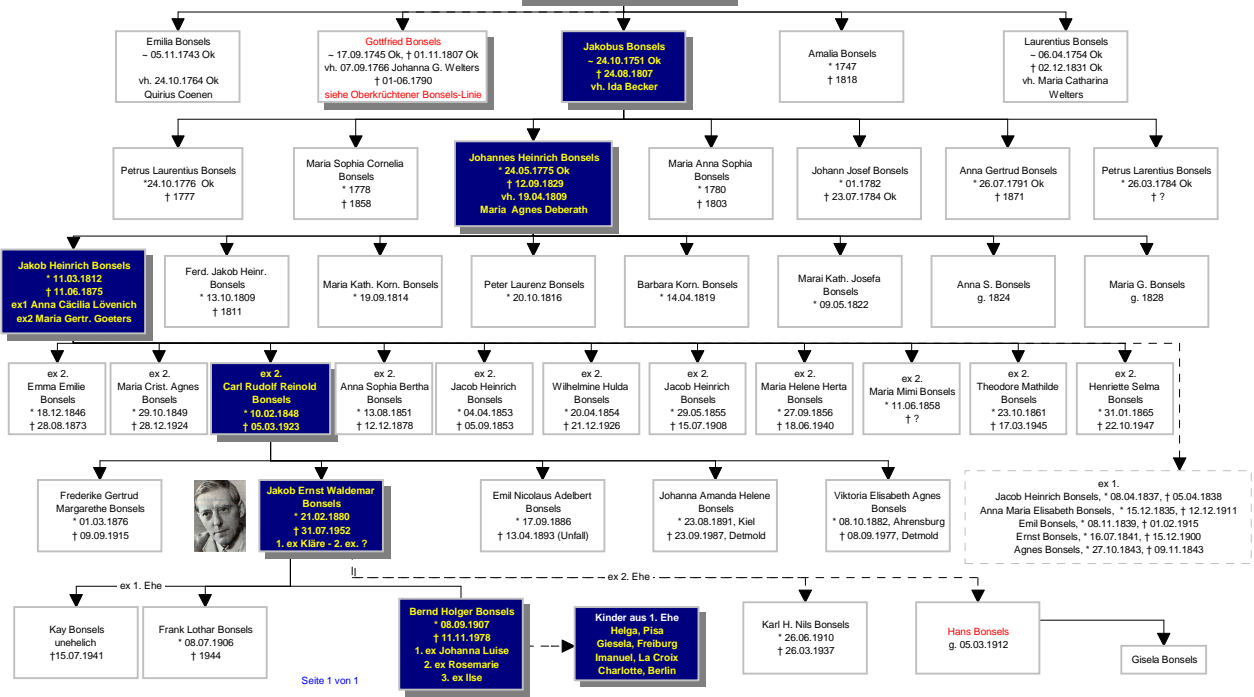 Emilia Bonsels
~ 05.11.1743 Ok
vh. 24.10.1764 Ok
Quirius Coenen
Gottfried Bonsels
~ 17.09.1745 Ok, † 01.11.1807 Ok
vh. 07.09.1766 Johanna G. Welters
† 01-06.1790
siehe Oberkrüchtener Bonsels-Linie
Jakobus Bonsels
~ 24.10.1751 Ok
† 24.08.1807
vh. Ida Becker
Amalia Bonsels
* 1747
† 1818
Laurentius Bonsels
~ 06.04.1754 Ok
† 02.12.1831 Ok
vh. Maria Catharina
Welters
Petrus Laurentius Bonsels
*24.10.1776 Ok
† 1777
Maria Sophia Cornelia
Bonsels
* 1778
† 1858
Johannes Heinrich Bonsels
* 24.05.1775 Ok
† 12.09.1829
vh. 19.04.1809
Maria Agnes Deberath
Maria Anna Sophia
Bonsels
* 1780
† 1803
Johann Josef Bonsels
* 01.1782
† 23.07.1784 Ok
Anna Gertrud Bonsels
* 26.07.1791 Ok
† 1871
Petrus Larentius Bonsels
* 26.03.1784 Ok
† ?
Jakob Heinrich Bonsels
* 11.03.1812
† 11.06.1875
ex1 Anna Cäcilia Lövenich
ex2 Maria Gertr. Goeters
Ferd. Jakob Heinr.
Bonsels
* 13.10.1809
† 1811
Maria Kath. Korn. Bonsels
* 19.09.1814
Peter Laurenz Bonsels
* 20.10.1816
Barbara Korn. Bonsels
* 14.04.1819
Marai Kath. Josefa
Bonsels
* 09.05.1822
Anna S. Bonsels
g. 1824
Maria G. Bonsels
g. 1828
ex 2.
Emma Emilie
Bonsels
* 18.12.1846
† 28.08.1873
ex 2.
Maria Crist. Agnes
Bonsels
* 29.10.1849
† 28.12.1924
ex 2.
Carl Rudolf Reinold
Bonsels
* 10.02.1848
† 05.03.1923
ex 2.
Anna Sophia Bertha
Bonsels
* 13.08.1851
† 12.12.1878
ex 2.
Jacob Heinrich
Bonsels
* 04.04.1853
† 05.09.1853
ex 2.
Wilhelmine Hulda
Bonsels
* 20.04.1854
† 21.12.1926
ex 2.
Jacob Heinrich
Bonsels
* 29.05.1855
† 15.07.1908
ex 2.
Maria Helene Herta
Bonsels
* 27.09.1856
† 18.06.1940
ex 2.
Maria Mimi Bonsels
* 11.06.1858
† ?
ex 2.
Theodore Mathilde
Bonsels
* 23.10.1861
† 17.03.1945
ex 2.
Henriette Selma
Bonsels
* 31.01.1865
† 22.10.1947
Frederike Gertrud
Margarethe Bonsels
* 01.03.1876
† 09.09.1915
Jakob Ernst Waldemar
Bonsels
* 21.02.1880
† 31.07.1952
1. ex Kläre - 2. ex. ?
Emil Nicolaus Adelbert
Bonsels
* 17.09.1886
† 13.04.1893 (Unfall)
Johanna Amanda Helene
Bonsels
* 23.08.1891, Kiel
† 23.09.1987, Detmold
Viktoria Elisabeth Agnes
Bonsels
* 08.10.1882, Ahrensburg
† 08.09.1977, Detmold
ex 1.
Jacob Heinrich Bonsels, * 08.04.1837, † 05.04.1838
Anna Maria Elisabeth Bonsels, * 15.12.1835, † 12.12.1911
Emil Bonsels, * 08.11.1839, † 01.02.1915
Ernst Bonsels, * 16.07.1841, † 15.12.1900
Agnes Bonsels, * 27.10.1843, † 09.11.1843
ex 1. Ehe
ex 2. Ehe
Kay Bonsels
unehelich
†15.07.1941
Frank Lothar Bonsels
* 08.07.1906
† 1944
Bernd Holger Bonsels
* 08.09.1907
† 11.11.1978
1. ex Johanna Luise
2. ex Rosemarie
3. ex Ilse
Kinder aus 1. Ehe
Helga, Pisa
Giesela, Freiburg
Imanuel, La Croix
Charlotte, Berlin
Karl H. Nils Bonsels
* 26.06.1910
† 26.03.1937
Hans Bonsels
g. 05.03.1912
Gisela Bonsels
Seite 1 von 1